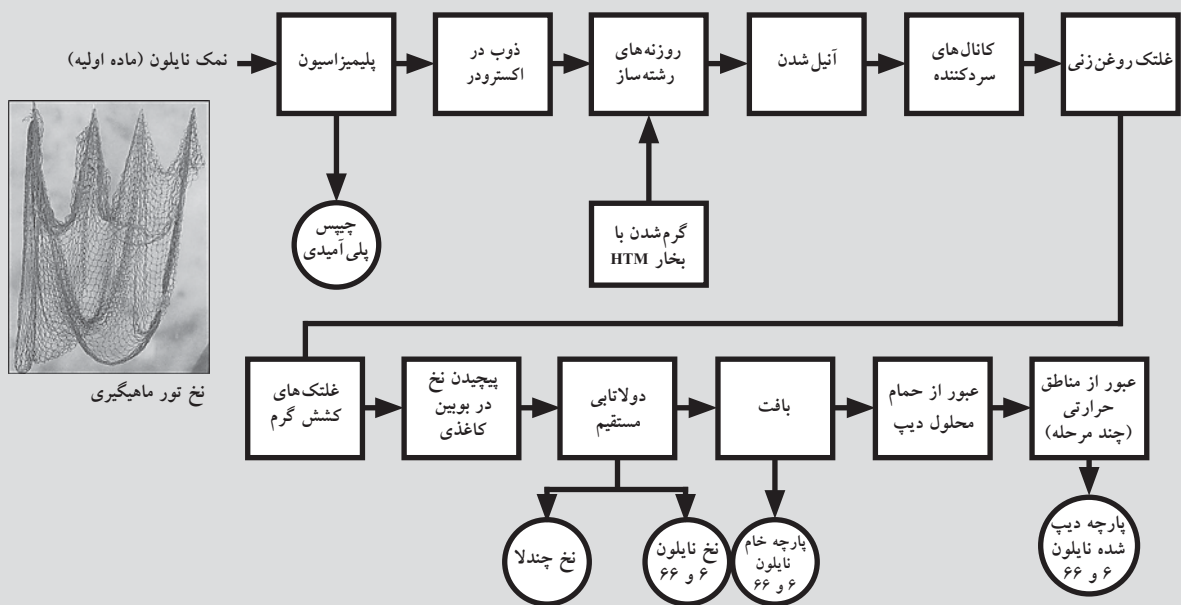 نمک نایلون (ماده اولیه)
پلیمیزاسیون
ذوب در
اکسترودر
روزنه‌های
رشته‌ساز
آنیل شدن
کانال‌های
سردکننده
غلتک روغن‌زنی
چیپس
پلی آمیدی
گرم شدن با
بخار HTM
نخ تور ماهیگیری
غلتک‌های
کشش گرم
پیچیدن نخ
در بوبین
کاغذی
دولاتابی
مستقیم
بافت
عبور از حمام
محلول دیپ
عبور از مناطق
حرارتی
(چند مرحله)
نخ چندلا
نخ نایلون
۶ و ۶۶
پارچه خام
نایلون
۶ و ۶۶
پارچه دیپ
شده نایلون
۶ و ۶۶